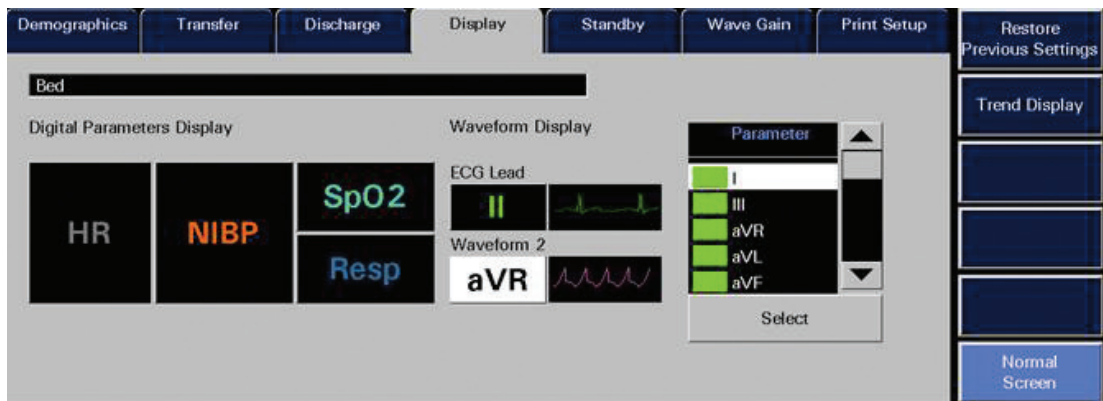 Demographics
Transfer
Discharge
Display
Standby
Wave Gain
Print Setup
Restore
Previous Settings
Trend Display
Normal
Screen
Bed
Digital Parameters Display
HR
NIBP
SpO2
Resp
Waveform Display
ECG Lead
II
Waveform 2
aVR
Parameter
I
III
aVR
aVL
aVF
Select